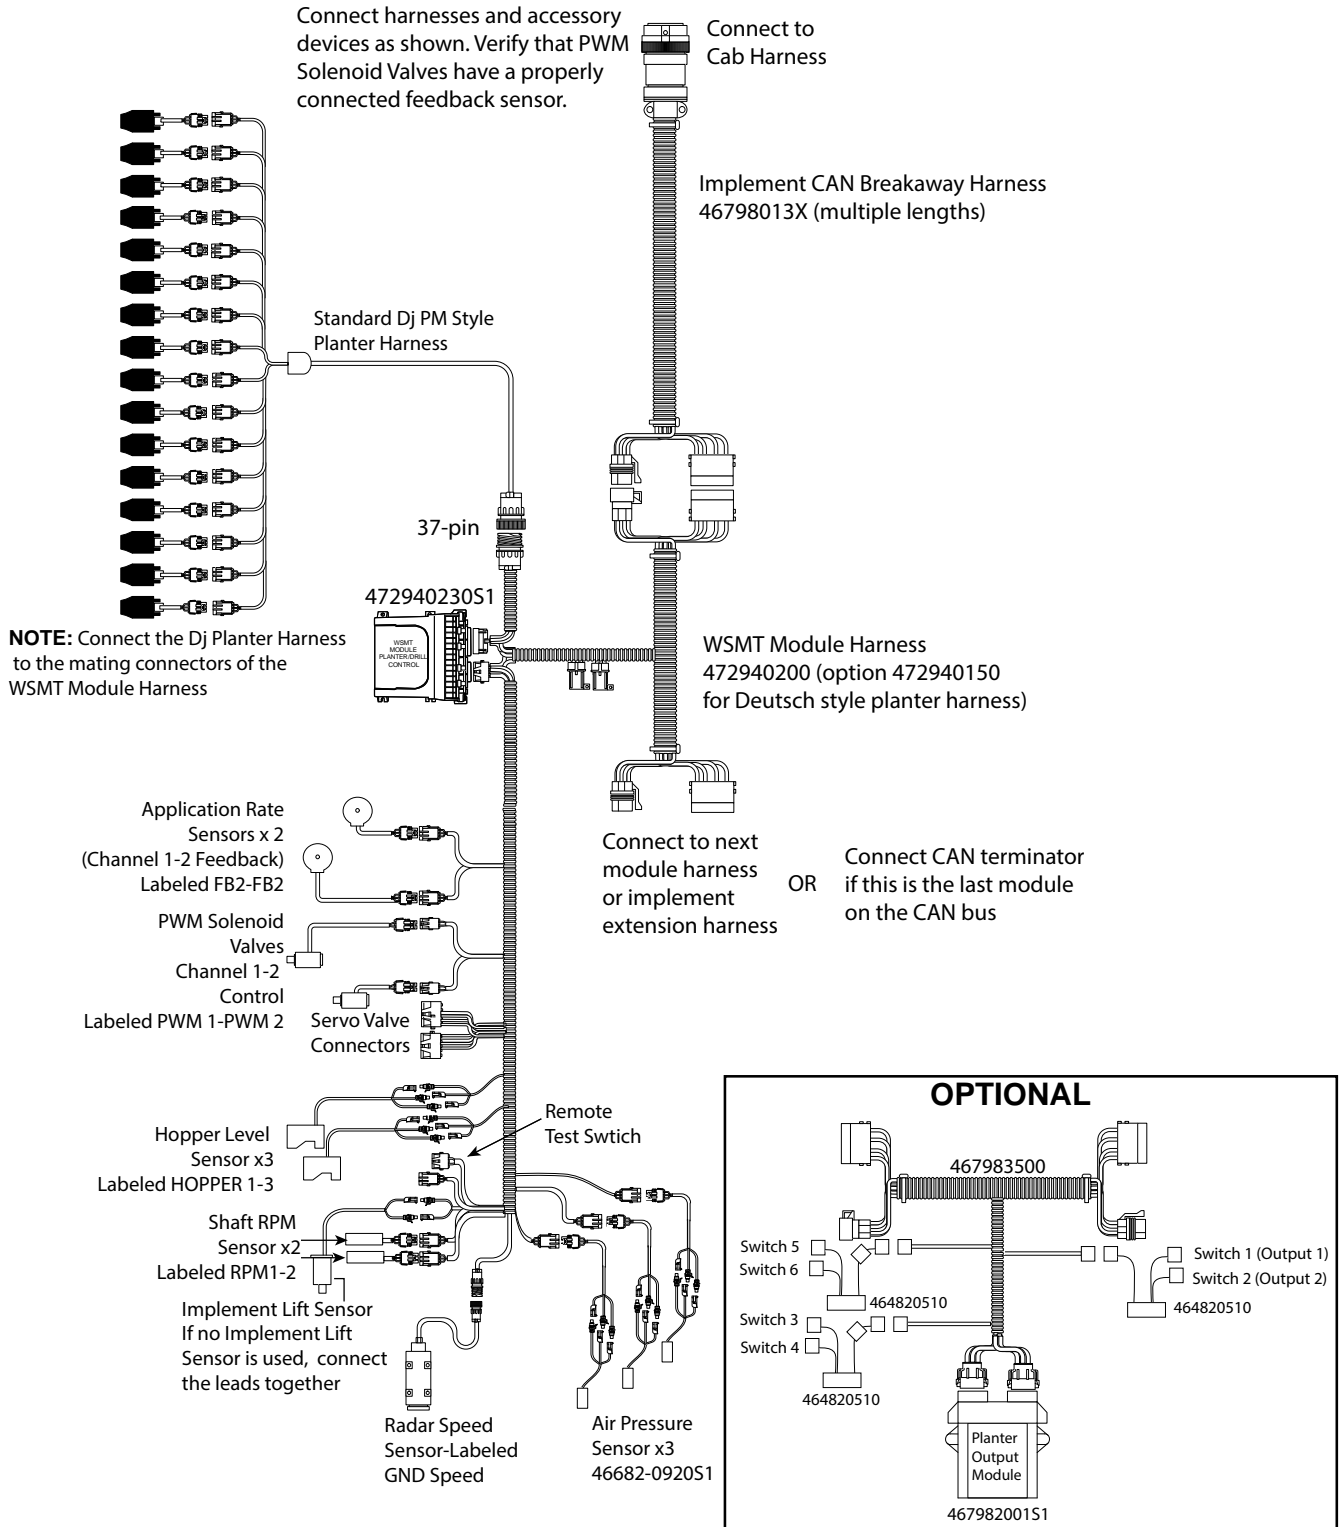 Connect harnesses and accessory
devices as shown. Verify that PWM
Solenoid Valves have a properly
connected feedback sensor.
Connect to
Cab Harness
Implement CAN Breakaway Harness
46798013X (multiple lengths)
Standard Dj PM Style
Planter Harness
37-pin
472940230S1
WSMT
MODULE
PLANTER/DRILL
CONTROL
NOTE: Connect the Dj Planter Harness
to the mating connectors of the
WSMT Module Harness
WSMT Module Harness
472940200 (option 472940150
for Deutsch style planter harness)
Application Rate
Sensors x 2
(Channel 1-2 Feedback)
Labeled FB2-FB2
PWM Solenoid
Valves
Channel 1-2
Control
Labeled PWM 1-PWM 2
Servo Valve
Connectors
Connect to next
module harness
or implement
extension harness
OR
Connect CAN terminator
if this is the last module
on the CAN bus
Hopper Level
Sensor x3
Labeled HOPPER 1-3
Remote
Test Swtich
Shaft RPM
Sensor x2
Labeled RPM1-2
Implement Lift Sensor
If no Implement Lift
Sensor is used, connect
the leads together
Radar Speed
Sensor-Labeled
GND Speed
Air Pressure
Sensor x3
46682-0920S1
OPTIONAL
467983500
Switch 5
Switch 6
464820510
Switch 1 (Output 1)
Switch 2 (Output 2)
464820510
Switch 3
Switch 4
464820510
Planter
Output
Module
467982001S1